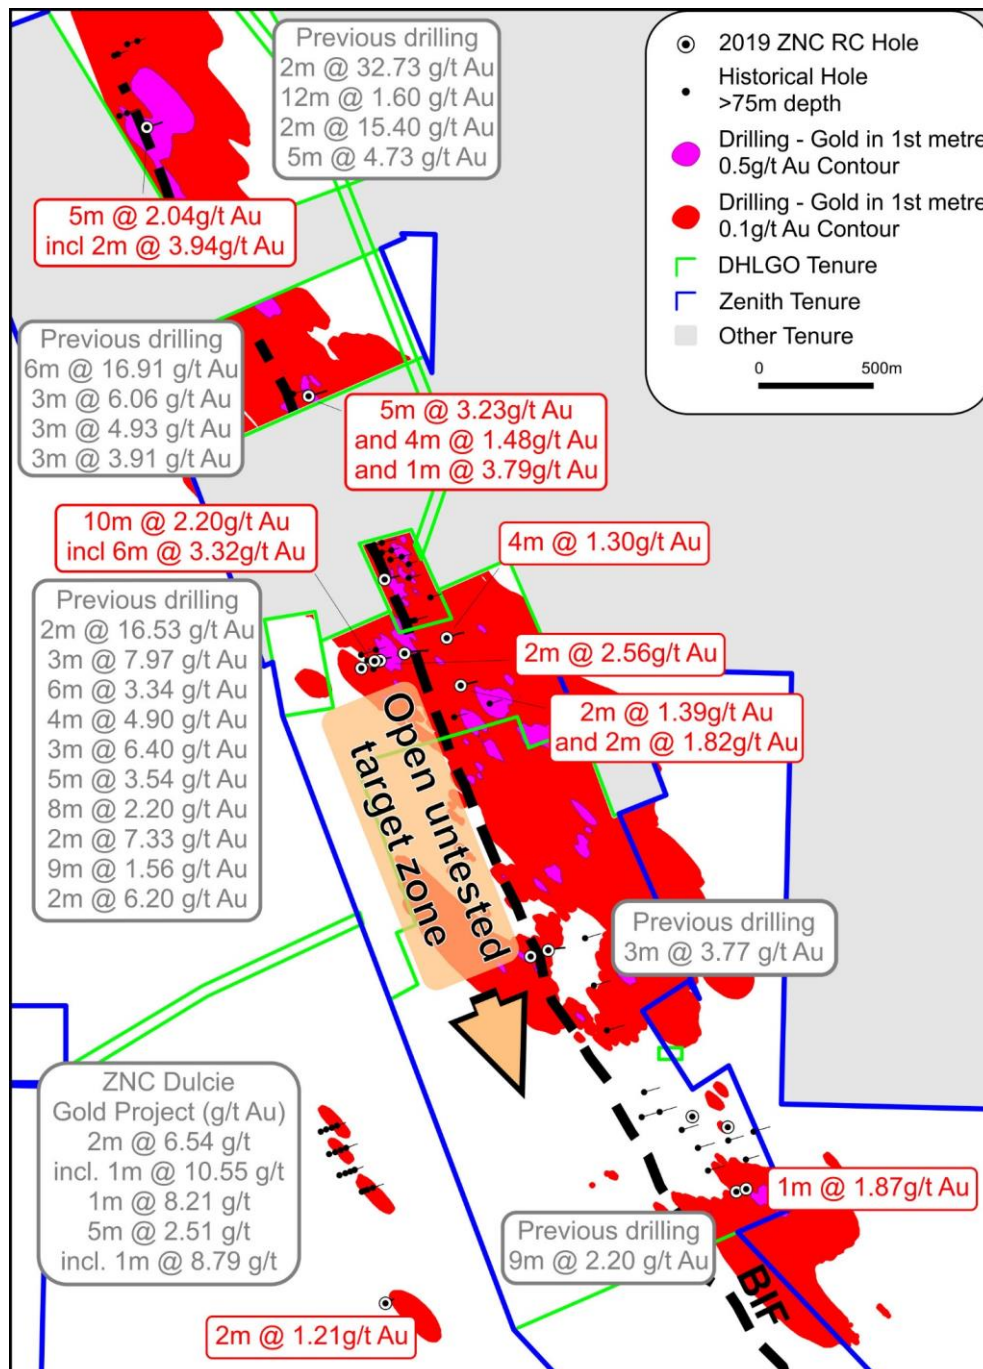 Previous drilling
2m @ 32.73 g/t Au
12m @ 1.60 g/t Au
2m @ 15.40 g/t Au
5m @ 4.73 g/t Au
2019 ZNC RC Hole
Historical Hole
>75m depth
Drilling - Gold in 1st metre
0.5g/t Au Contour
Drilling - Gold in 1st metre
0.1g/t Au Contour
DHLGO Tenure
Zenith Tenure
Other Tenure
0 500m
5m @ 2.04g/t Au
incl 2m @ 3.94g/t Au
Previous drilling
6m @ 16.91 g/t Au
3m @ 6.06 g/t Au
3m @ 4.93 g/t Au
3m @ 3.91 g/t Au
5m @ 3.23g/t Au
and 4m @ 1.48g/t Au
and 1m @ 3.79g/t Au
10m @ 2.20g/t Au
incl 6m @ 3.32g/t Au
4m @ 1.30g/t Au
Previous drilling
2m @ 16.53 g/t Au
3m @ 7.97 g/t Au
6m @ 3.34 g/t Au
4m @ 4.90 g/t Au
3m @ 6.40 g/t Au
5m @ 3.54 g/t Au
8m @ 2.20 g/t Au
2m @ 7.33 g/t Au
9m @ 1.56 g/t Au
2m @ 6.20 g/t Au
2m @ 2.56g/t Au
2m @ 1.39g/t Au
and 2m @ 1.82g/t Au
Open untested
target zone
Previous drilling
3m @ 3.77 g/t Au
ZNC Dulcie
Gold Project (g/t Au)
2m @ 6.54 g/t
incl. 1m @ 10.55 g/t
1m @ 8.21 g/t
5m @ 2.51 g/t
incl. 1m @ 8.79 g/t
1m @ 1.87g/t Au
Previous drilling
9m @ 2.20 g/t Au
BIF
2m @ 1.21g/t Au